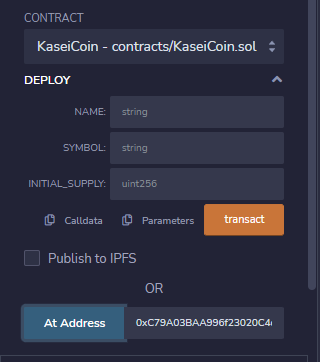 CONTRACT
KaseiCoin - contracts/KaseiCoin.sol
DEPLOY
NAME: string
SYMBOL: string
INITIAL_SUPPLY: uint256
Calldata Parameters transact
Publish to IPFS
OR
At Address 0xC79A03BAA996f23020C4